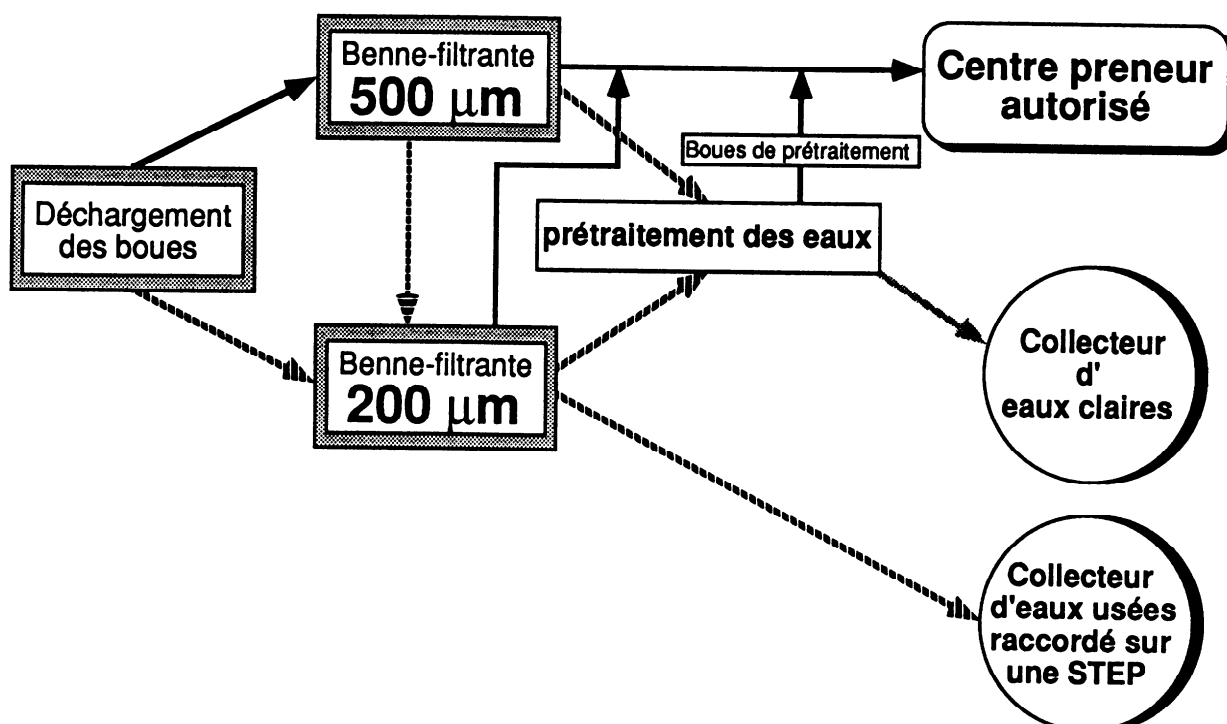 Benne-filtrante
500 µm
Centre preneur
autorisé
Boues de prétraitement
Déchargement
des boues
prétraitement des eaux
Benne-filtrante
200 µm
Collecteur
d'
eaux claires
Collecteur
d'eaux usées
raccordé sur
une STEP